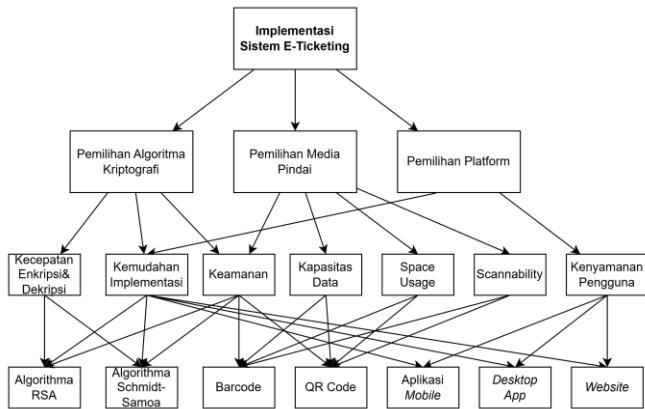 Implementasi
Sistem E-Ticketing
Pemilihan Algoritma
Kriptografi
Pemilihan Media
Pindai
Pemilihan Platform
Kecepatan
Enkripsi&
Dekripsi
Kemudahan
Implementasi
Keamanan
Kapasitas
Data
Space
Usage
Scannability
Kenyamanan
Pengguna
Algorithma
RSA
Algorithma
Schmidt-
Samoa
Barcode
QR Code
Aplikasi
Mobile
Desktop
App
Website